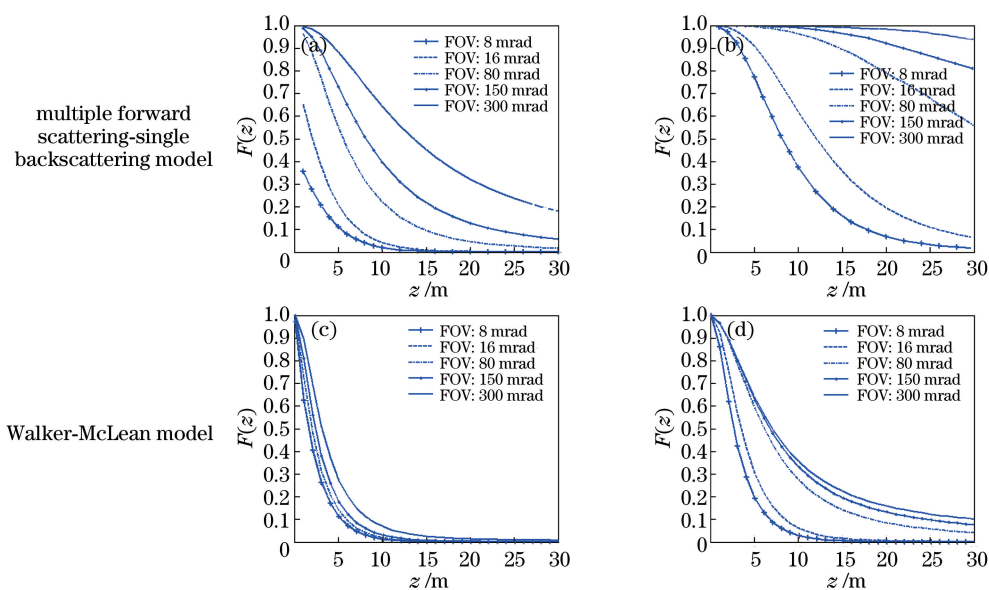 multiple forward
scattering-single
backscattering model
1.0
0.9
0.8
0.7
0.6
0.5
0.4
0.3
0.2
0.1
0
F(z)
(a)
FOV: 8 mrad
FOV: 16 mrad
FOV: 80 mrad
FOV: 150 mrad
FOV: 300 mrad
5 10 15 20 25 30
z /m
1.0
0.9
0.8
0.7
0.6
0.5
0.4
0.3
0.2
0.1
0
F(z)
(b)
FOV: 8 mrad
FOV: 16 mrad
FOV: 80 mrad
FOV: 150 mrad
FOV: 300 mrad
5 10 15 20 25 30
z /m
Walker-McLean model
1.0
0.9
0.8
0.7
0.6
0.5
0.4
0.3
0.2
0.1
0
F(z)
(c)
FOV: 8 mrad
FOV: 16 mrad
FOV: 80 mrad
FOV: 150 mrad
FOV: 300 mrad
5 10 15 20 25 30
z /m
1.0
0.9
0.8
0.7
0.6
0.5
0.4
0.3
0.2
0.1
0
F(z)
(d)
FOV: 8 mrad
FOV: 16 mrad
FOV: 80 mrad
FOV: 150 mrad
FOV: 300 mrad
5 10 15 20 25 30
z /m